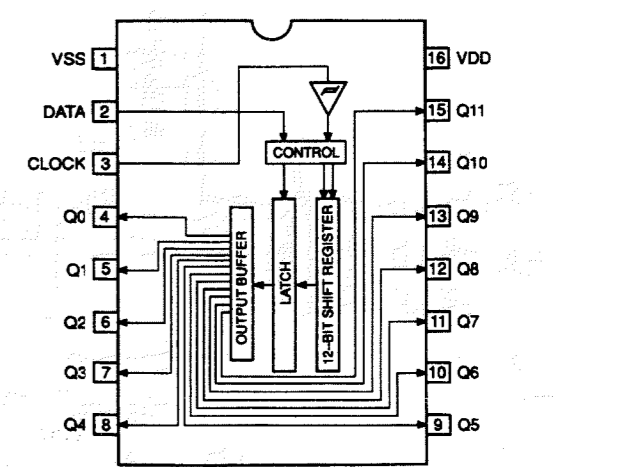 VSS 1
16 VDD
DATA 2
15 Q11
CLOCK 3
14 Q10
CONTROL
Q0 4
13 Q9
Q1 5
12 Q8
Q2 6
11 Q7
Q3 7
10 Q6
Q4 8
9 Q5
OUTPUT BUFFER
LATCH
12-BIT SHIFT REGISTER